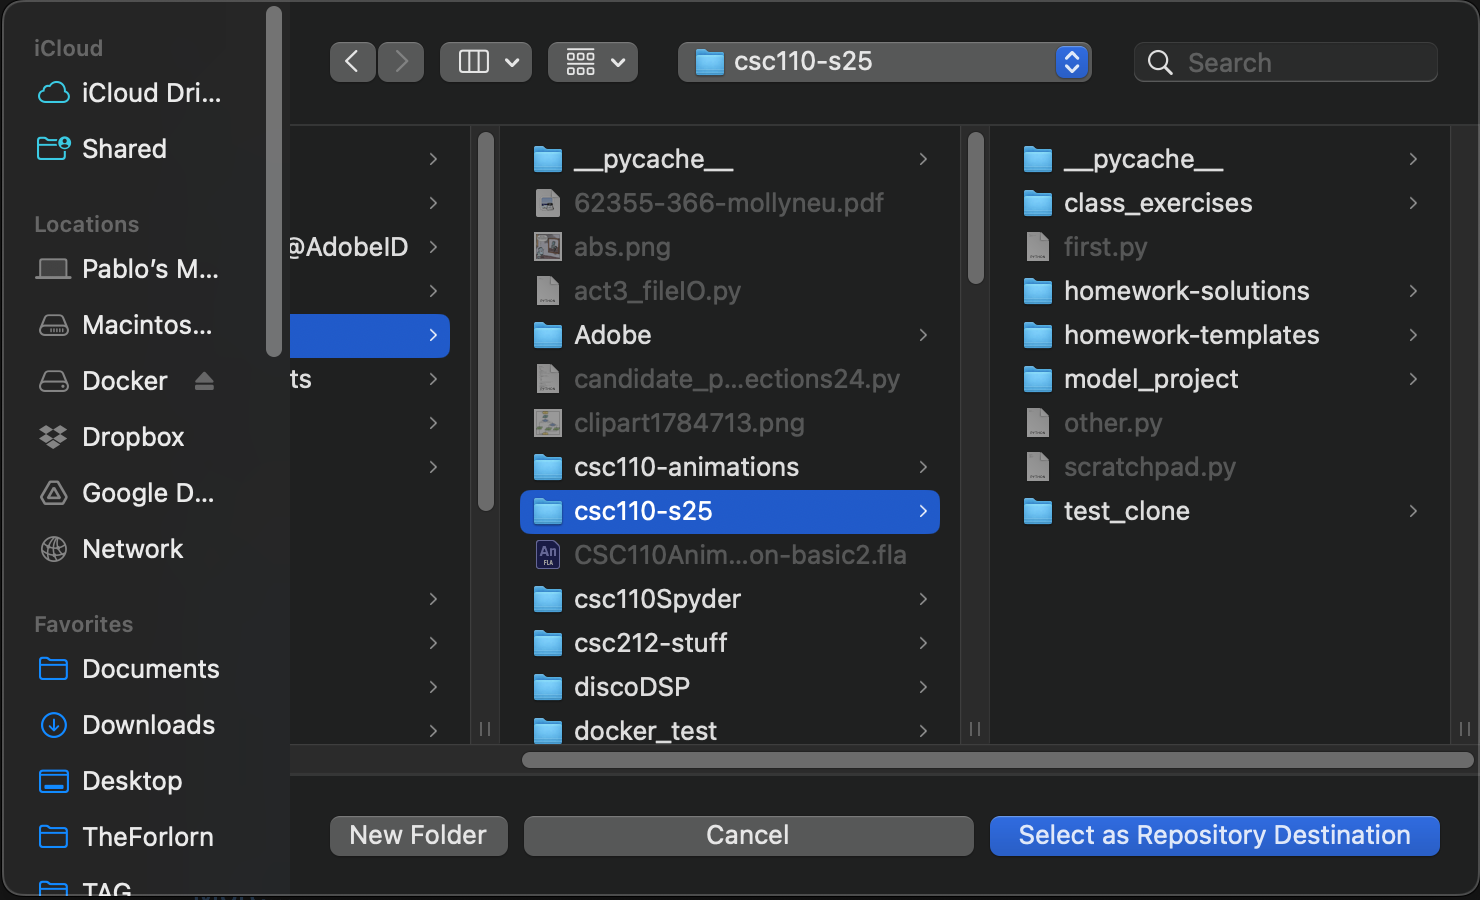 iCloud
iCloud Dri...
Shared
Locations
Pablo's M...
Macintos...
Docker
Dropbox
Google D...
Network
Favorites
Documents
Downloads
Desktop
TheForlorn
TAG
csc110-s25
Search
@AdobeID
ts
__pycache__
62355-366-mollyneu.pdf
abs.png
act3_fileIO.py
Adobe
candidate_p...ections24.py
clipart1784713.png
csc110-animations
csc110-s25
CSC110Anim...on-basic2.fla
csc110Spyder
csc212-stuff
discoDSP
docker_test
__pycache__
class_exercises
first.py
homework-solutions
homework-templates
model_project
other.py
scratchpad.py
test_clone
New Folder
Cancel
Select as Repository Destination